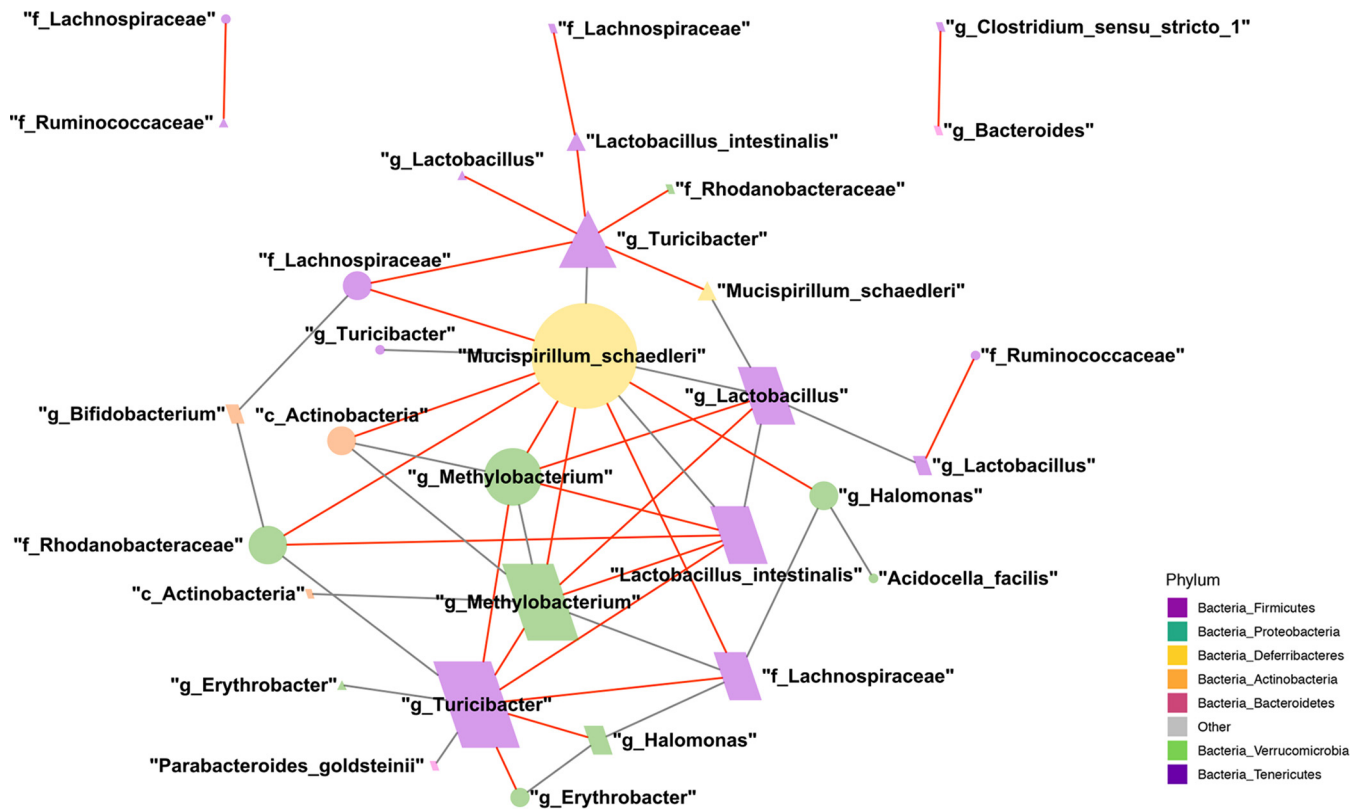 "f_Lachnospiraceae"
"f_Lachnospiraceae"
"g_Clostridium_sensu_stricto_1"
"f_Ruminococcaceae"
"g_Bacteroides"
"Lactobacillus_intestinalis"
"g_Lactobacillus"
"f_Rhodanobacteraceae"
"g_Turicibacter"
"f_Lachnospiraceae"
"Mucispirillum_schaedleri"
"g_Turicibacter"
"Mucispirillum_schaedleri"
"f_Ruminococcaceae"
"g_Lactobacillus"
"g_Bifidobacterium"
"c_Actinobacteria"
"g_Lactobacillus"
"g_Methylobacterium"
"g_Halomonas"
"f_Rhodanobacteraceae"
"Lactobacillus_intestinalis"
"Acidocella_facilis"
"c_Actinobacteria"
"g_Methylobacterium"
"f_Lachnospiraceae"
"g_Erythrobacter"
"g_Turicibacter"
"g_Halomonas"
"Parabacteroides_goldsteinii"
"g_Erythrobacter"
Phylum
Bacteria_Firmicutes
Bacteria_Proteobacteria
Bacteria_Deferribacteres
Bacteria_Actinobacteria
Bacteria_Bacteroidetes
Other
Bacteria_Verrucomicrobia
Bacteria_Tenericutes